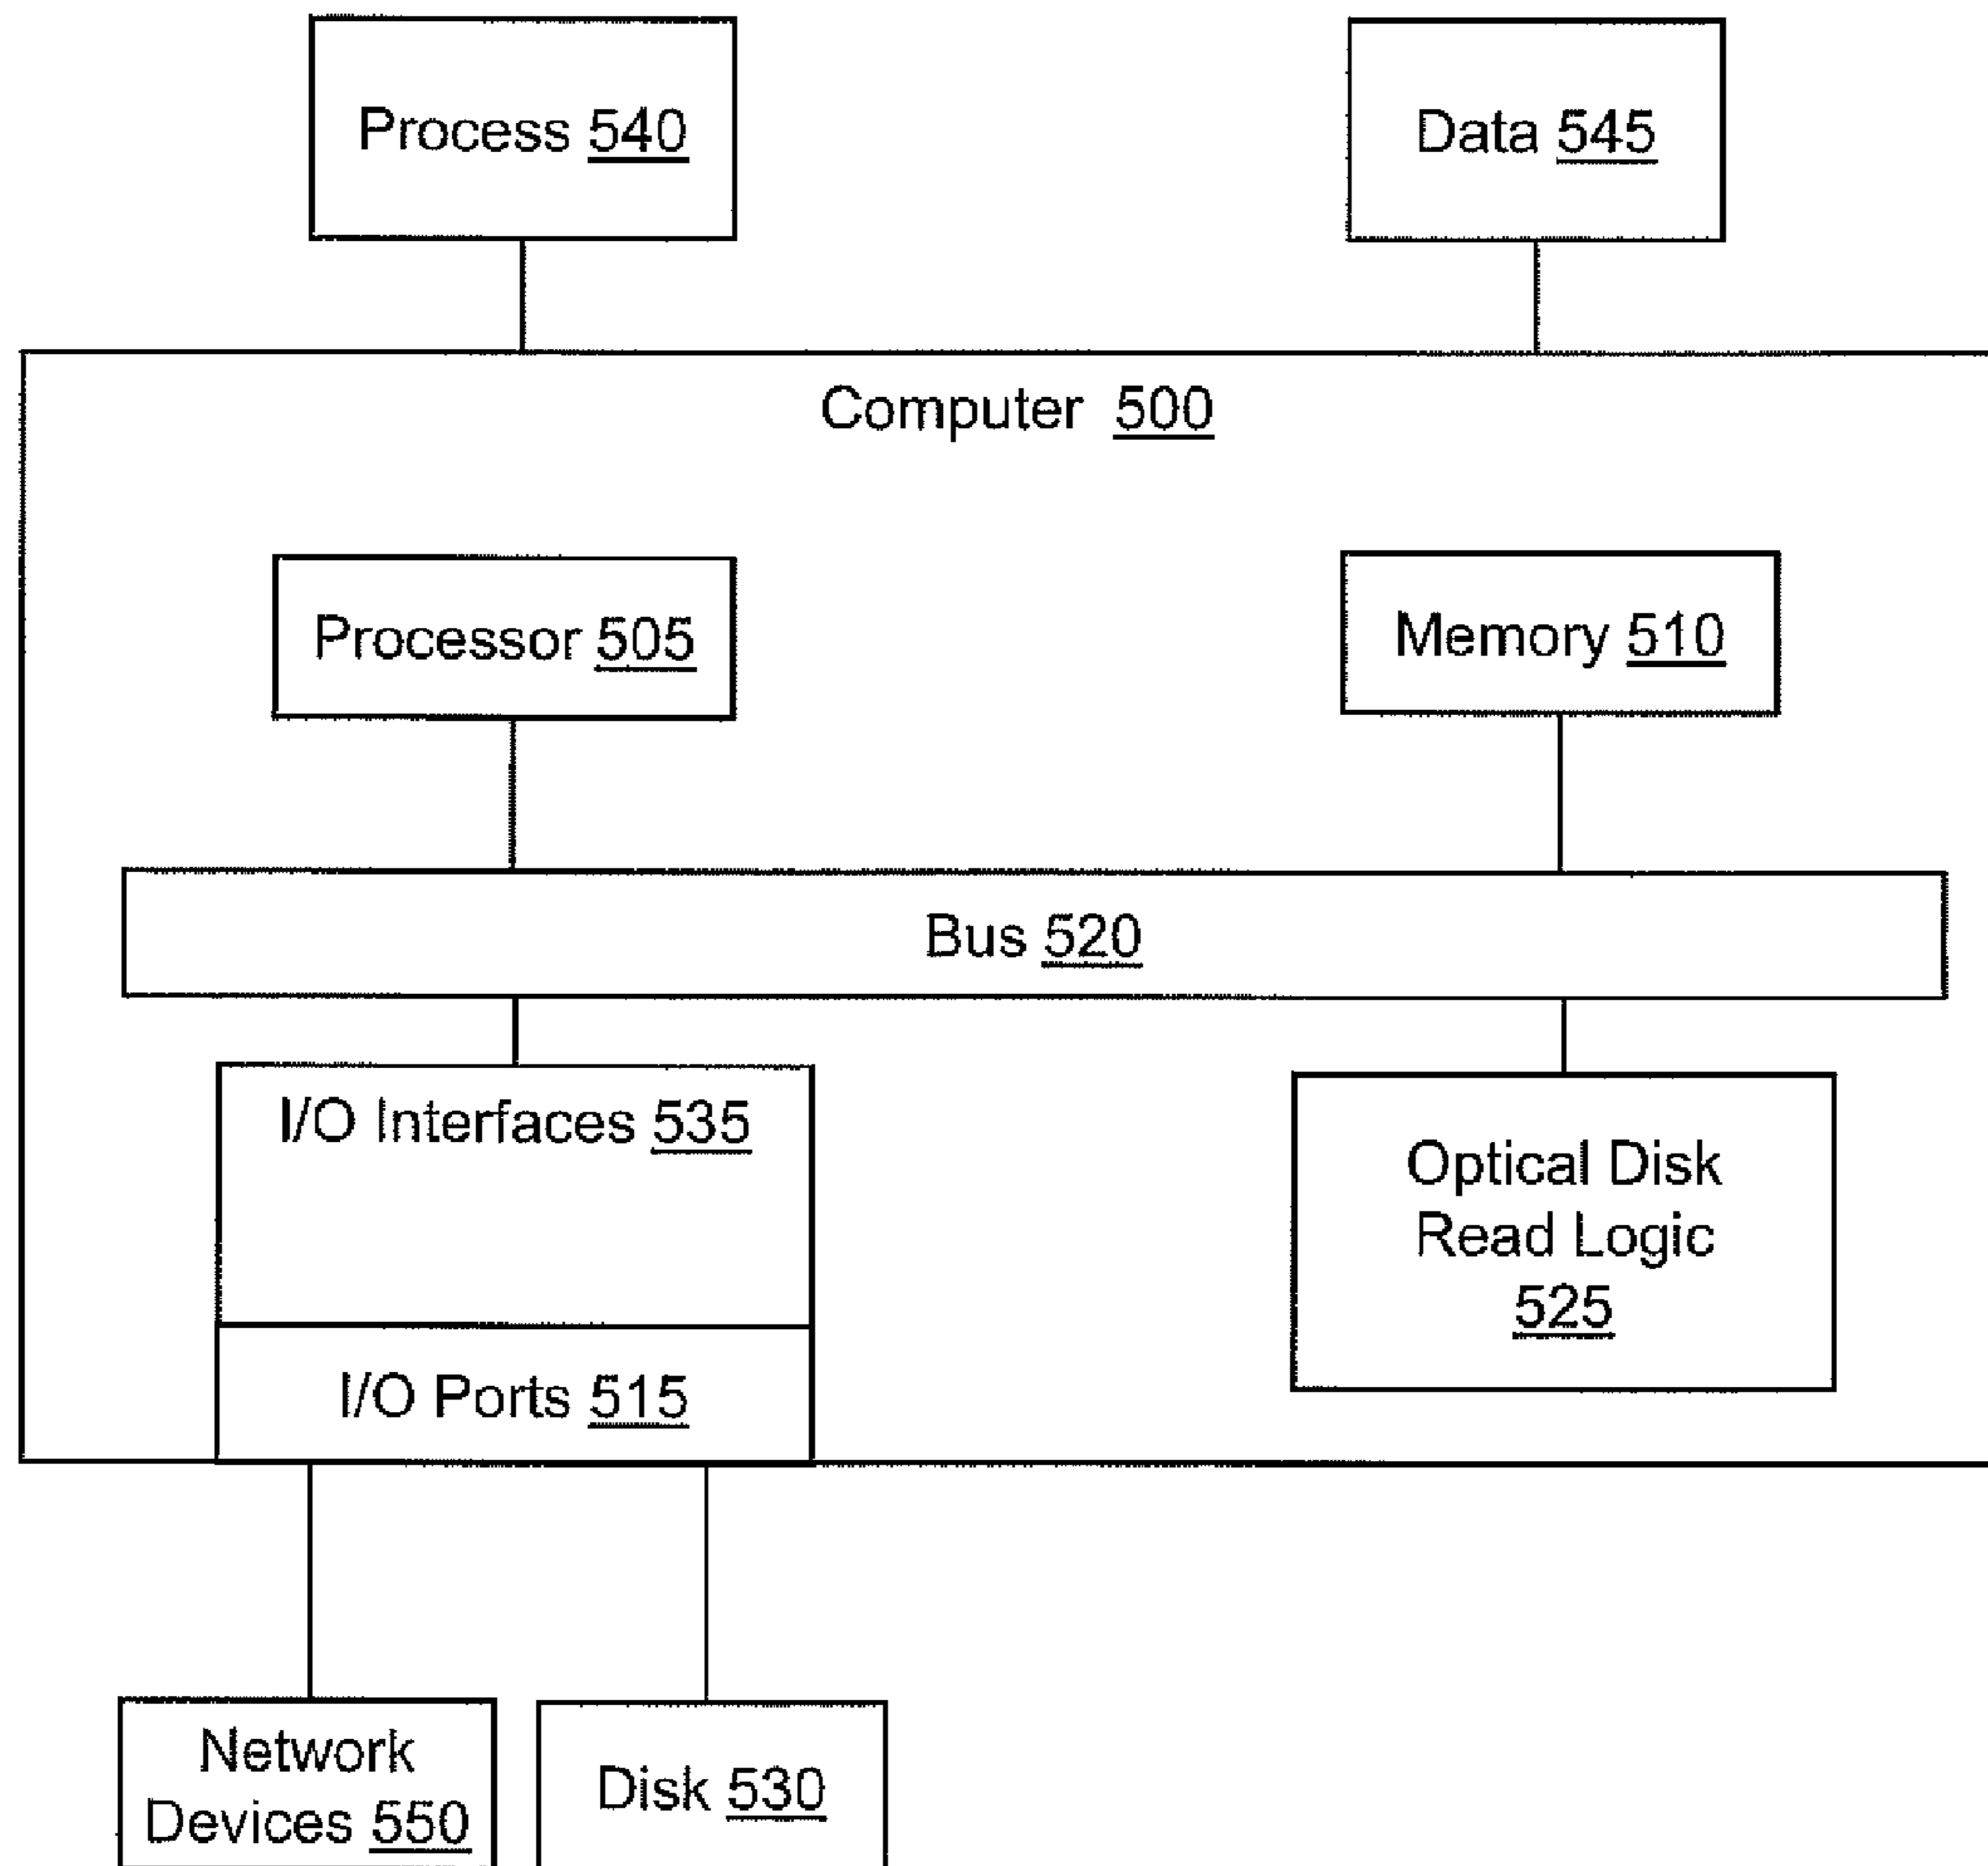 Process 540
Data 545
Computer 500
Processor 505
Memory 510
Bus 520
I/O Interfaces 535
Optical Disk
Read Logic
525
I/O Ports 515
Network
Devices 550
Disk 530